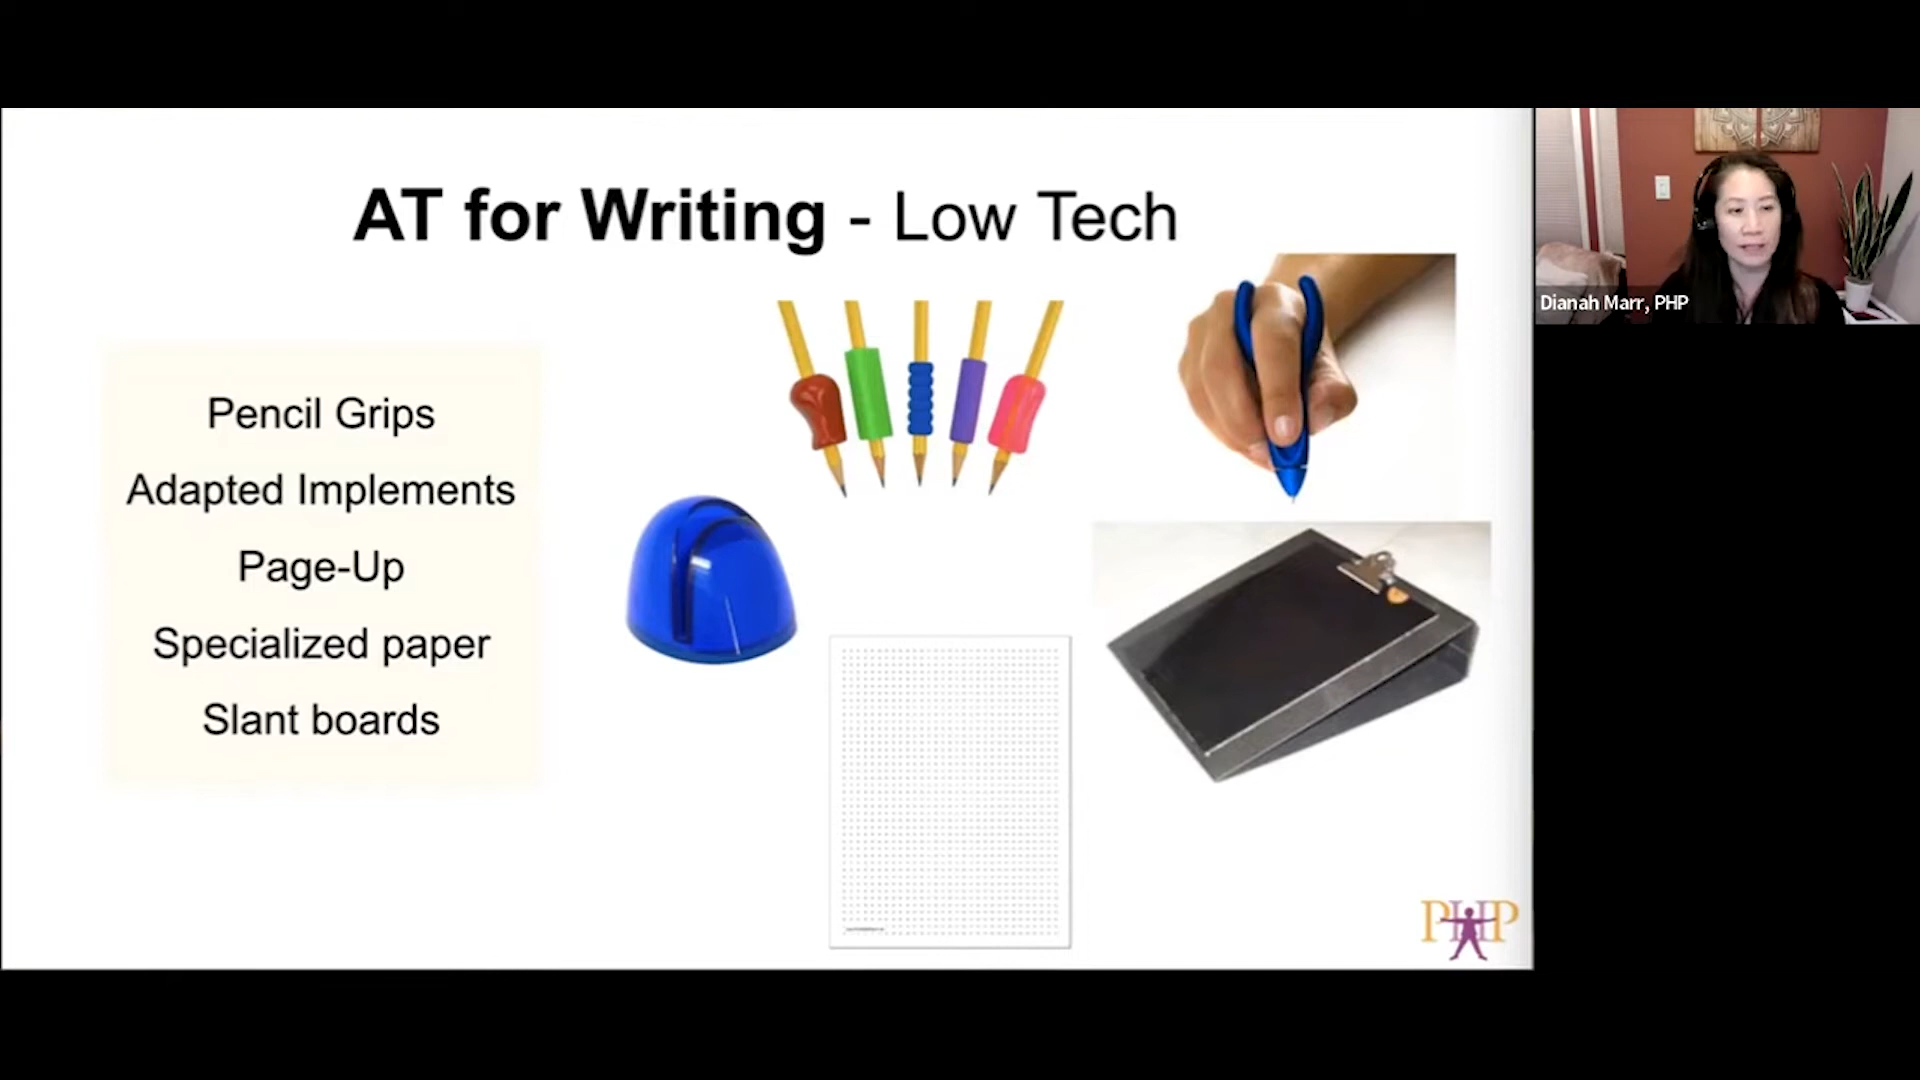 AT for Writing - Low Tech
Pencil Grips
Adapted Implements
Page-Up
Specialized paper
Slant boards
Dianah Marr, PHP
PHP